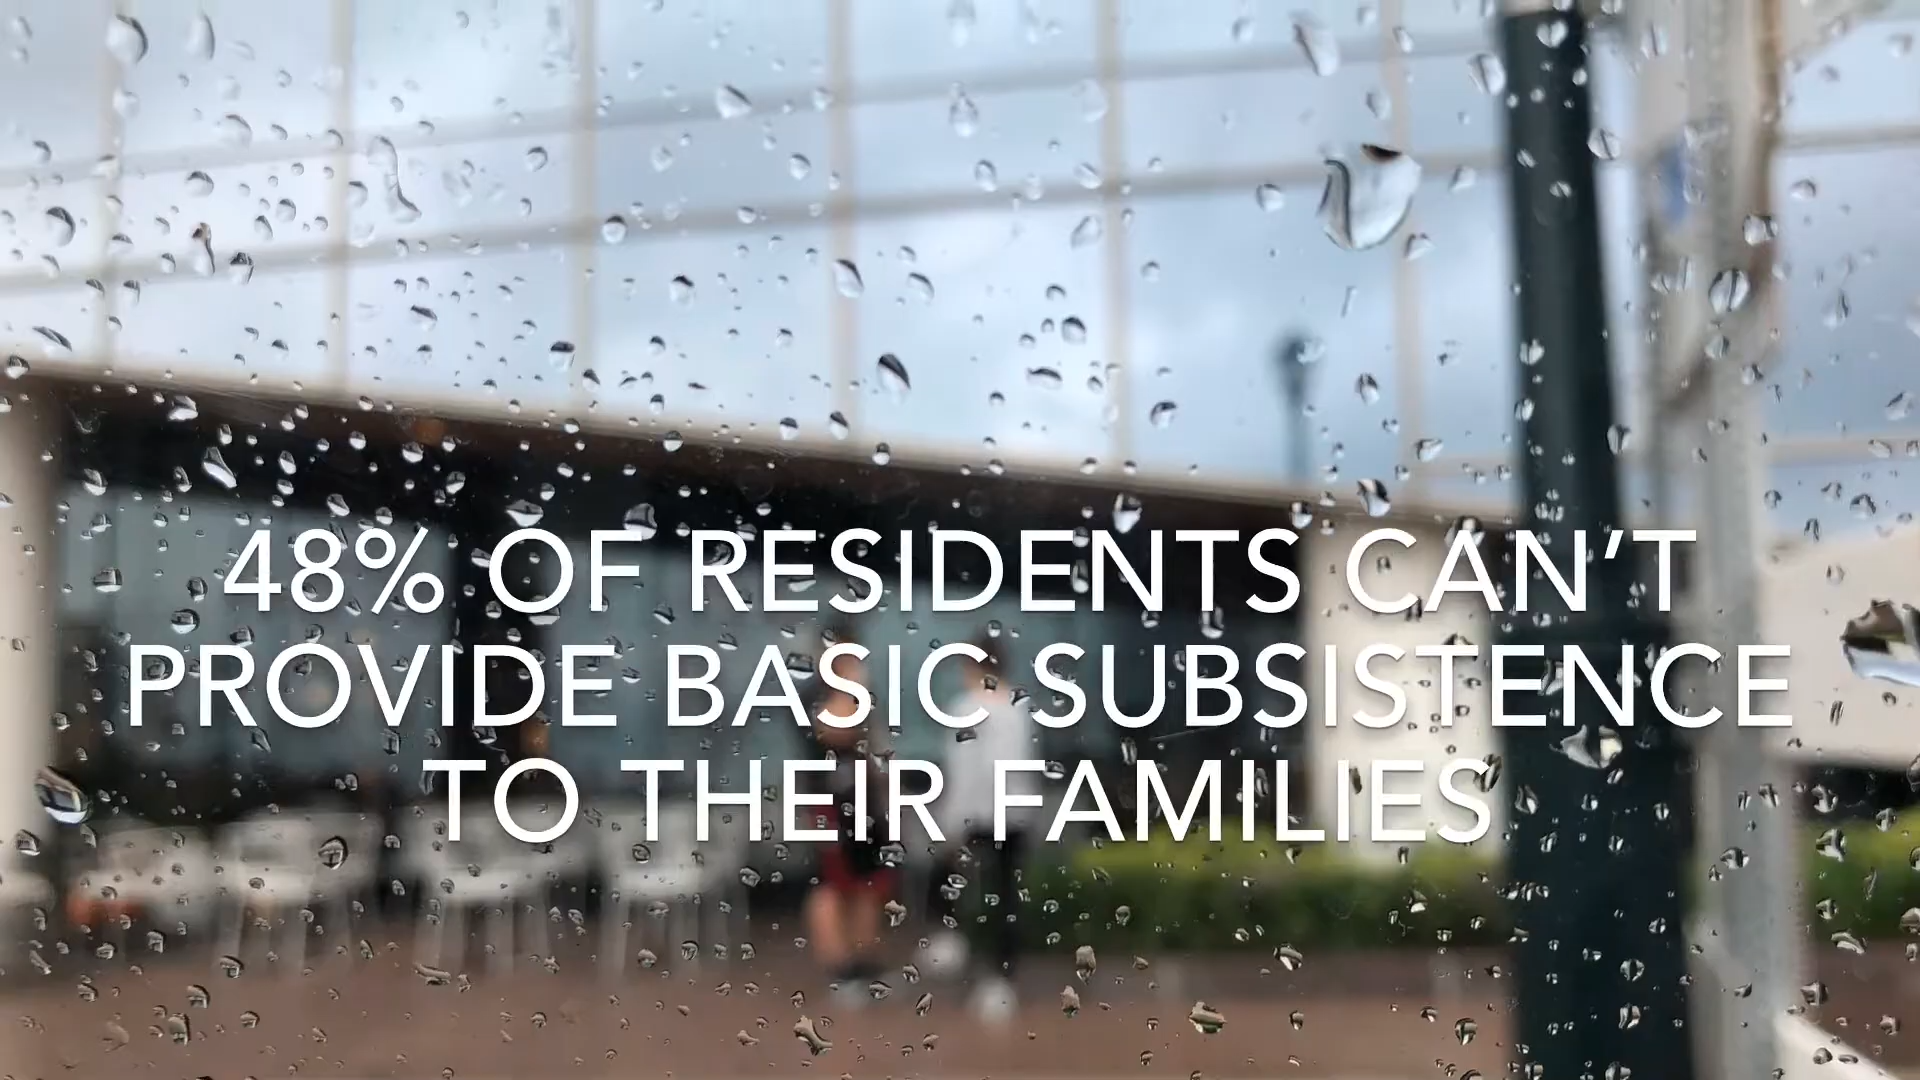 48% OF RESIDENTS CAN’T
PROVIDE BASIC SUBSISTENCE
TO THEIR FAMILIES